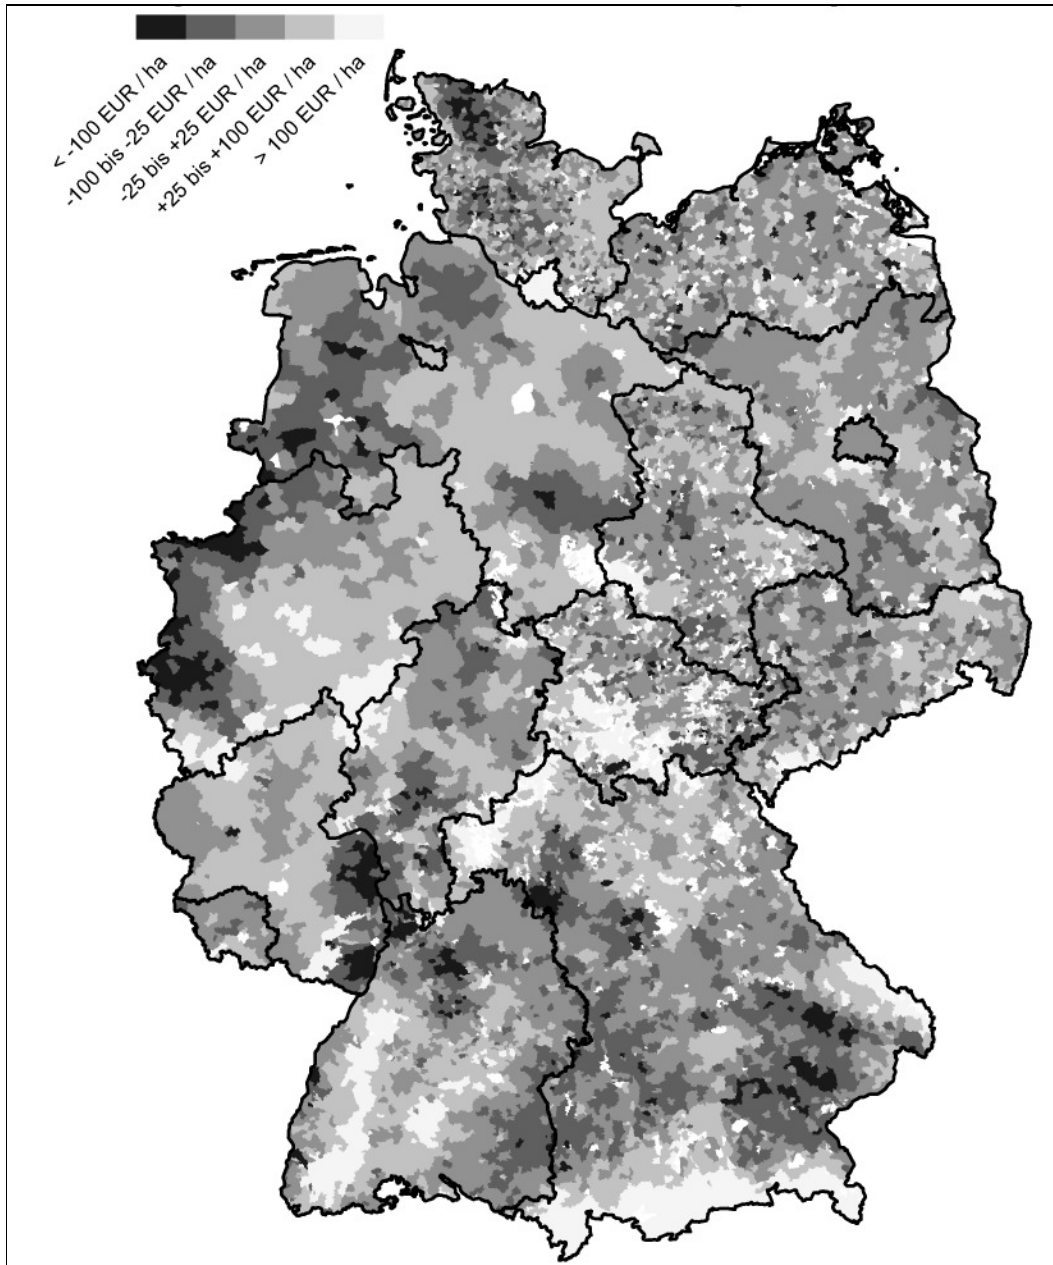 < -100 EUR / ha
-100 bis -25 EUR / ha
-25 bis +25 EUR / ha
+25 bis +100 EUR / ha
> 100 EUR / ha